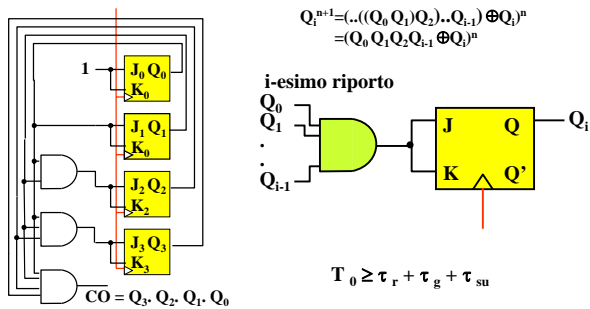 Qᵢⁿ⁺¹=(..((Q₀ Q₁)Q₂)..Qᵢ₋₁) ⊕Qᵢ)ⁿ
=(Q₀ Q₁Q₂Qᵢ₋₁ ⊕Qᵢ)ⁿ
1
J₀ Q₀
K₀
J₁ Q₁
K₀
J₂ Q₂
K₂
J₃ Q₃
K₃
CO = Q₃. Q₂. Q₁. Q₀
i-esimo riporto
Q₀
Q₁
.
.
Qᵢ₋₁
J Q
K Q'
Qᵢ
T₀ ≥ τᵣ + τ_g + τₛᵤ